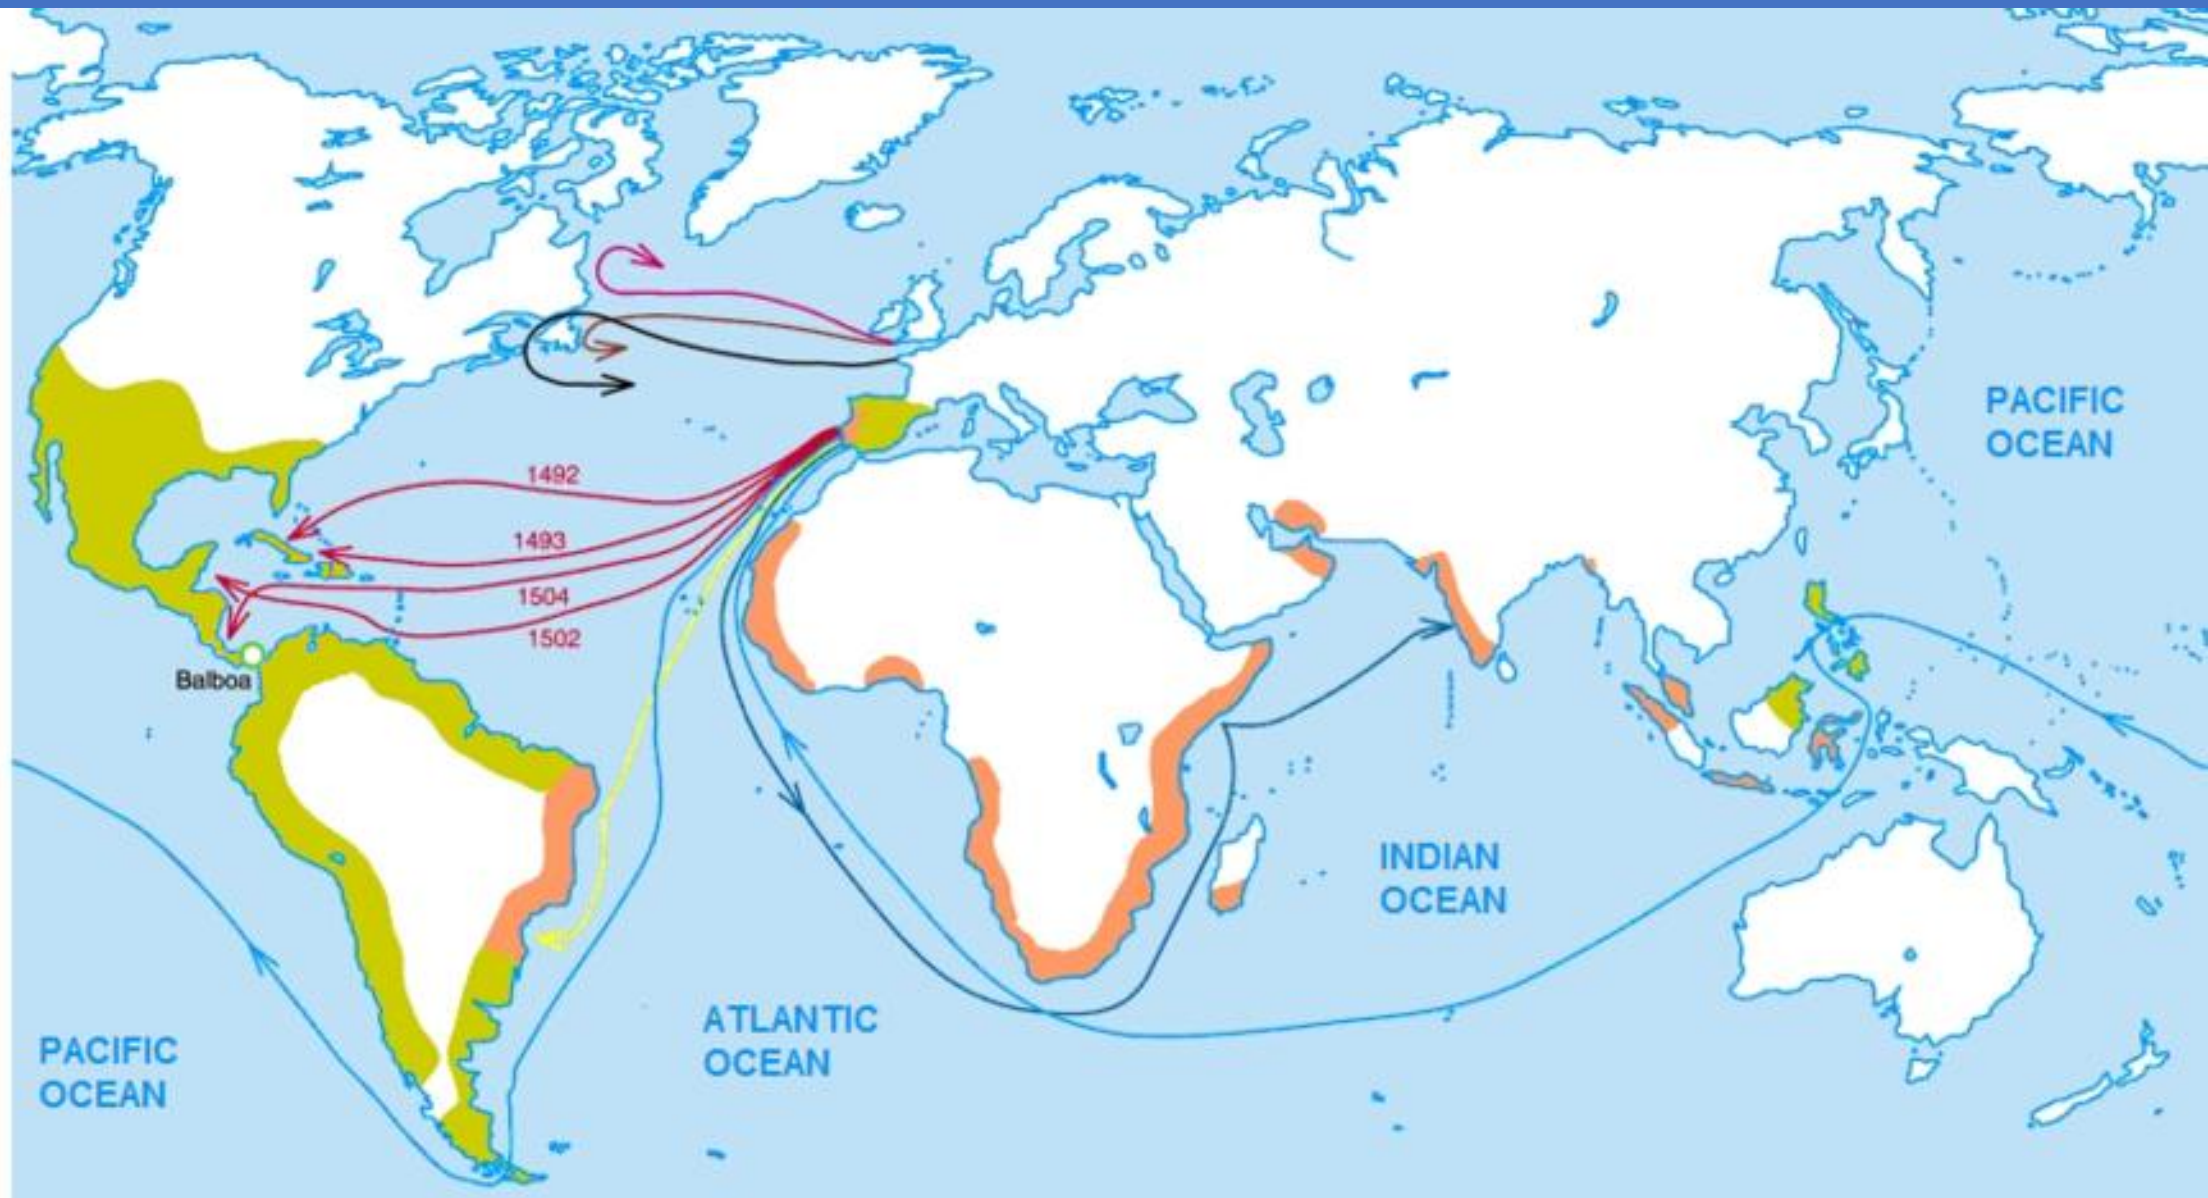 PACIFIC
OCEAN
1492
1493
1504
1502
Balboa
INDIAN
OCEAN
ATLANTIC
OCEAN
PACIFIC
OCEAN